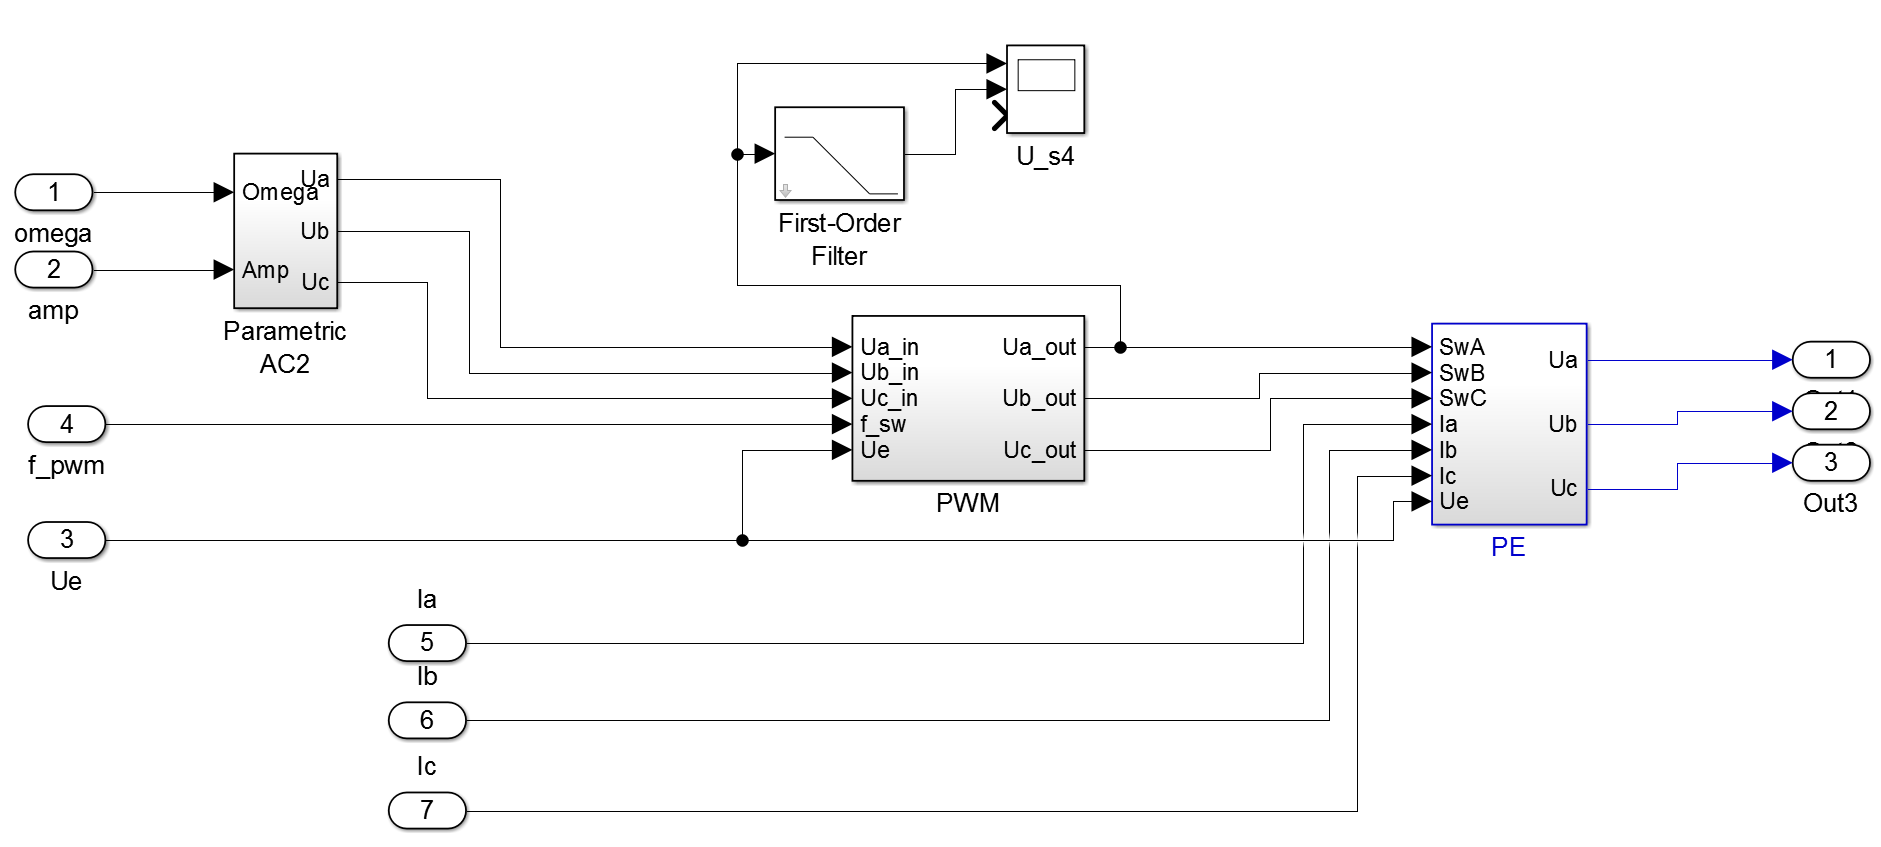 1
omega
2
amp
Omega
Amp
Ua
Ub
Uc
Parametric
AC2
4
f_pwm
3
Ue
First-Order
Filter
U_s4
Ua_in
Ub_in
Uc_in
f_sw
Ue
Ua_out
Ub_out
Uc_out
PWM
SwA
SwB
SwC
Ia
Ib
Ic
Ue
Ua
Ub
Uc
PE
1
2
3
Out3
Ia
5
Ib
6
Ic
7